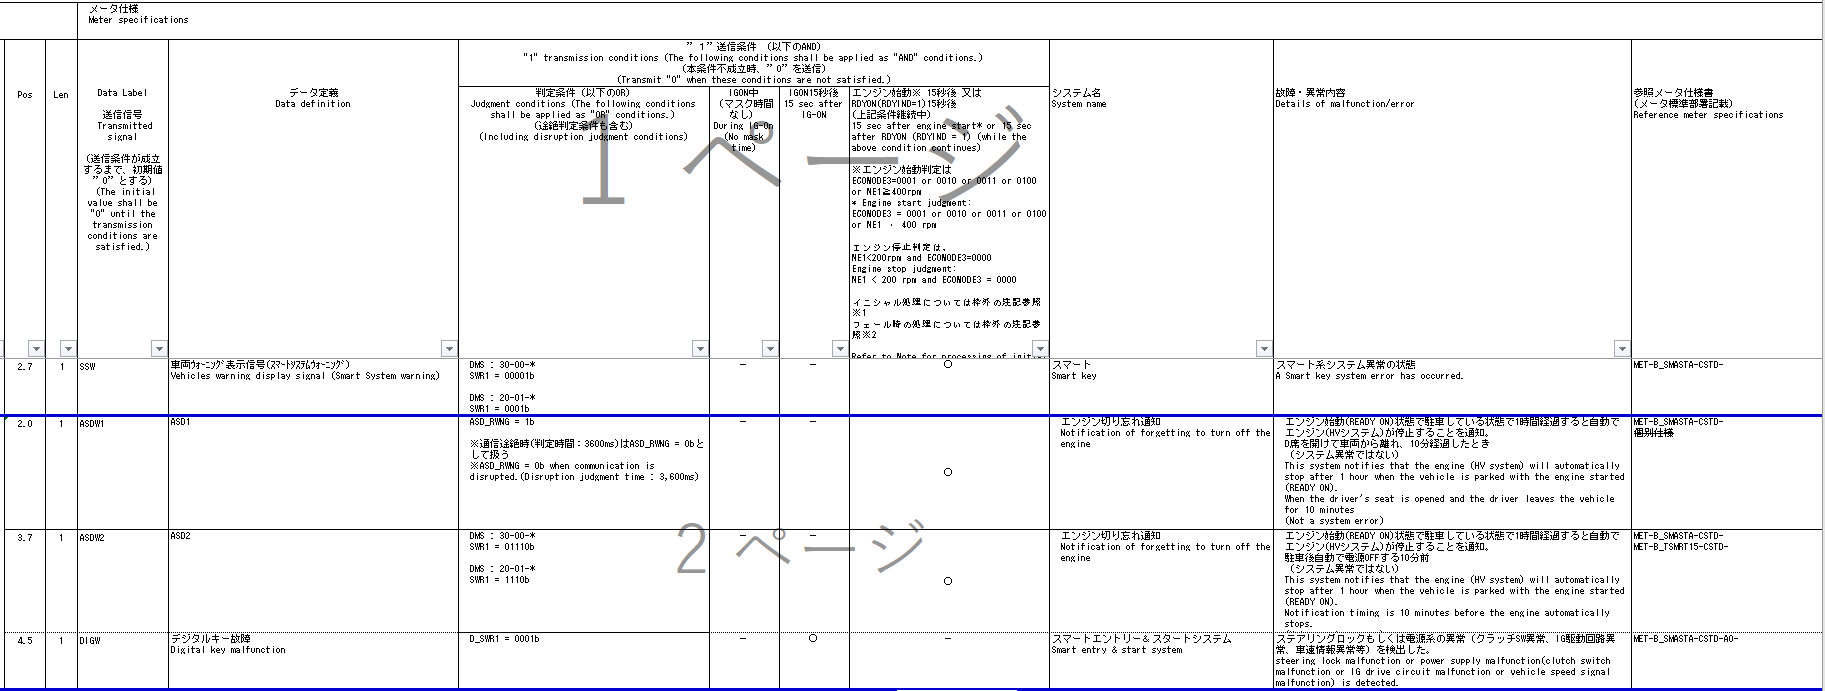 メータ仕様
Meter specifications
Pos
Len
Data Label
送信信号
Transmitted
signal
(送信条件が成立
するまで、初期値
"0" とする)
(The initial
value shall be
"0" until the
transmission
conditions are
satisfied.)
データ定義
Data definition
" 1 " 送信条件 (以下のAND)
"1" transmission conditions (The following conditions shall be applied as "AND" conditions.)
(本条件不成立時、" 0 " を送信)
(Transmit "0" when these conditions are not satisfied.)
判定条件 (以下のOR)
Judgment conditions (The following conditions
shall be applied as "OR" conditions.)
(途絶判定条件も含む)
(Including disruption judgment conditions)
IGON中
(マスク時間
なし)
During IG-On
(No mask
time)
IGON15秒後
15 sec after
IG-ON
エンジン始動※ 15秒後 又は
RDYON(RDYIND=1)15秒後
(上記条件継続中)
15 sec after engine start* or 15 sec
after RDYON (RDYIND = 1) (while the
above condition continues)
※エンジン始動判定は
ECONODE3=0001 or 0010 or 0011 or 0100
or NE1≧400rpm
* Engine start judgment:
ECONODE3 = 0001 or 0010 or 0011 or 0100
or NE1 ・ 400 rpm
エンジン停止判定は、
NE1<200rpm and ECONODE3=0000
Engine stop judgment:
NE1 < 200 rpm and ECONODE3 = 0000
イニシャル処理については枠外の注記参照
※1
フェール時の処理については枠外の注記参
照※2
Refer to Note for processing of initi
システム名
System name
故障・異常内容
Details of malfunction/error
参照メータ仕様書
(メータ標準部署記載)
Reference meter specifications
1 ページ
2.7
1
SSW
車両ウォーニング表示信号(スマートシステムウォーニング)
Vehicles warning display signal (Smart System warning)
DMS : 30-00-*
SWR1 = 00001b
DMS : 20-01-*
SWR1 = 0001b
－
－
○
スマート
Smart key
スマート系システム異常の状態
A Smart key system error has occurred.
MET-B_SMASTA-CSTD-
2.0
1
ASDW1
ASD1
ASD_RWNG = 1b
※通信途絶時(判定時間：3600ms)はASD_RWNG = 0bと
して扱う
※ASD_RWNG = 0b when communication is
disrupted.(Disruption judgment time : 3,600ms)
－
－
○
エンジン切り忘れ通知
Notification of forgetting to turn off the
engine
エンジン始動(READY ON)状態で駐車している状態で1時間経過すると自動で
エンジン(HVシステム)が停止することを通知。
D席を開けて車両から離れ、10分経過したとき
(システム異常ではない)
This system notifies that the engine (HV system) will automatically
stop after 1 hour when the vehicle is parked with the engine started
(READY ON).
When the driver's seat is opened and the driver leaves the vehicle
for 10 minutes
(Not a system error)
MET-B_SMASTA-CSTD-
個別仕様
3.7
1
ASDW2
ASD2
DMS : 30-00-*
SWR1 = 01110b
DMS : 20-01-*
SWR1 = 1110b
－
－
○
エンジン切り忘れ通知
Notification of forgetting to turn off the
engine
エンジン始動(READY ON)状態で駐車している状態で1時間経過すると自動で
エンジン(HVシステム)が停止することを通知。
駐車後自動で電源OFFする10分前
(システム異常ではない)
This system notifies that the engine (HV system) will automatically
stop after 1 hour when the vehicle is parked with the engine started
(READY ON).
Notification timing is 10 minutes before the engine automatically
stops.
MET-B_SMASTA-CSTD-
MET-B_TSMRT15-CSTD-
2 ページ
4.5
1
DIGW
デジタルキー故障
Digital key malfunction
D_SWR1 = 0001b
－
○
－
スマートエントリー＆スタートシステム
Smart entry & start system
ステアリングロックもしくは電源系の異常（クラッチSW異常、IG駆動回路異
常、車速情報異常等）を検出した。
steering lock malfunction or power supply malfunction(clutch switch
malfunction or IG drive circuit malfunction or vehicle speed signal
malfunction) is detected.
MET-B_SMASTA-CSTD-A0-